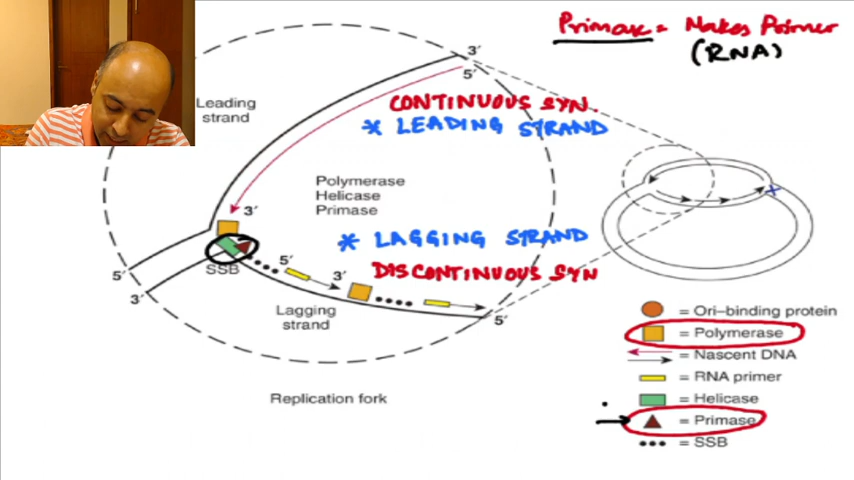 Primase = Makes Primer
(RNA)
3'
5'
Leading
strand
CONTINUOUS SYN.
* LEADING STRAND
Polymerase
Helicase
Primase
3'
* LAGGING STRAND
DISCONTINUOUS SYN
SSB
5'
3'
5'
3'
Lagging
strand
5'
Replication fork
= Ori–binding protein
= Polymerase
= Nascent DNA
= RNA primer
= Helicase
= Primase
= SSB